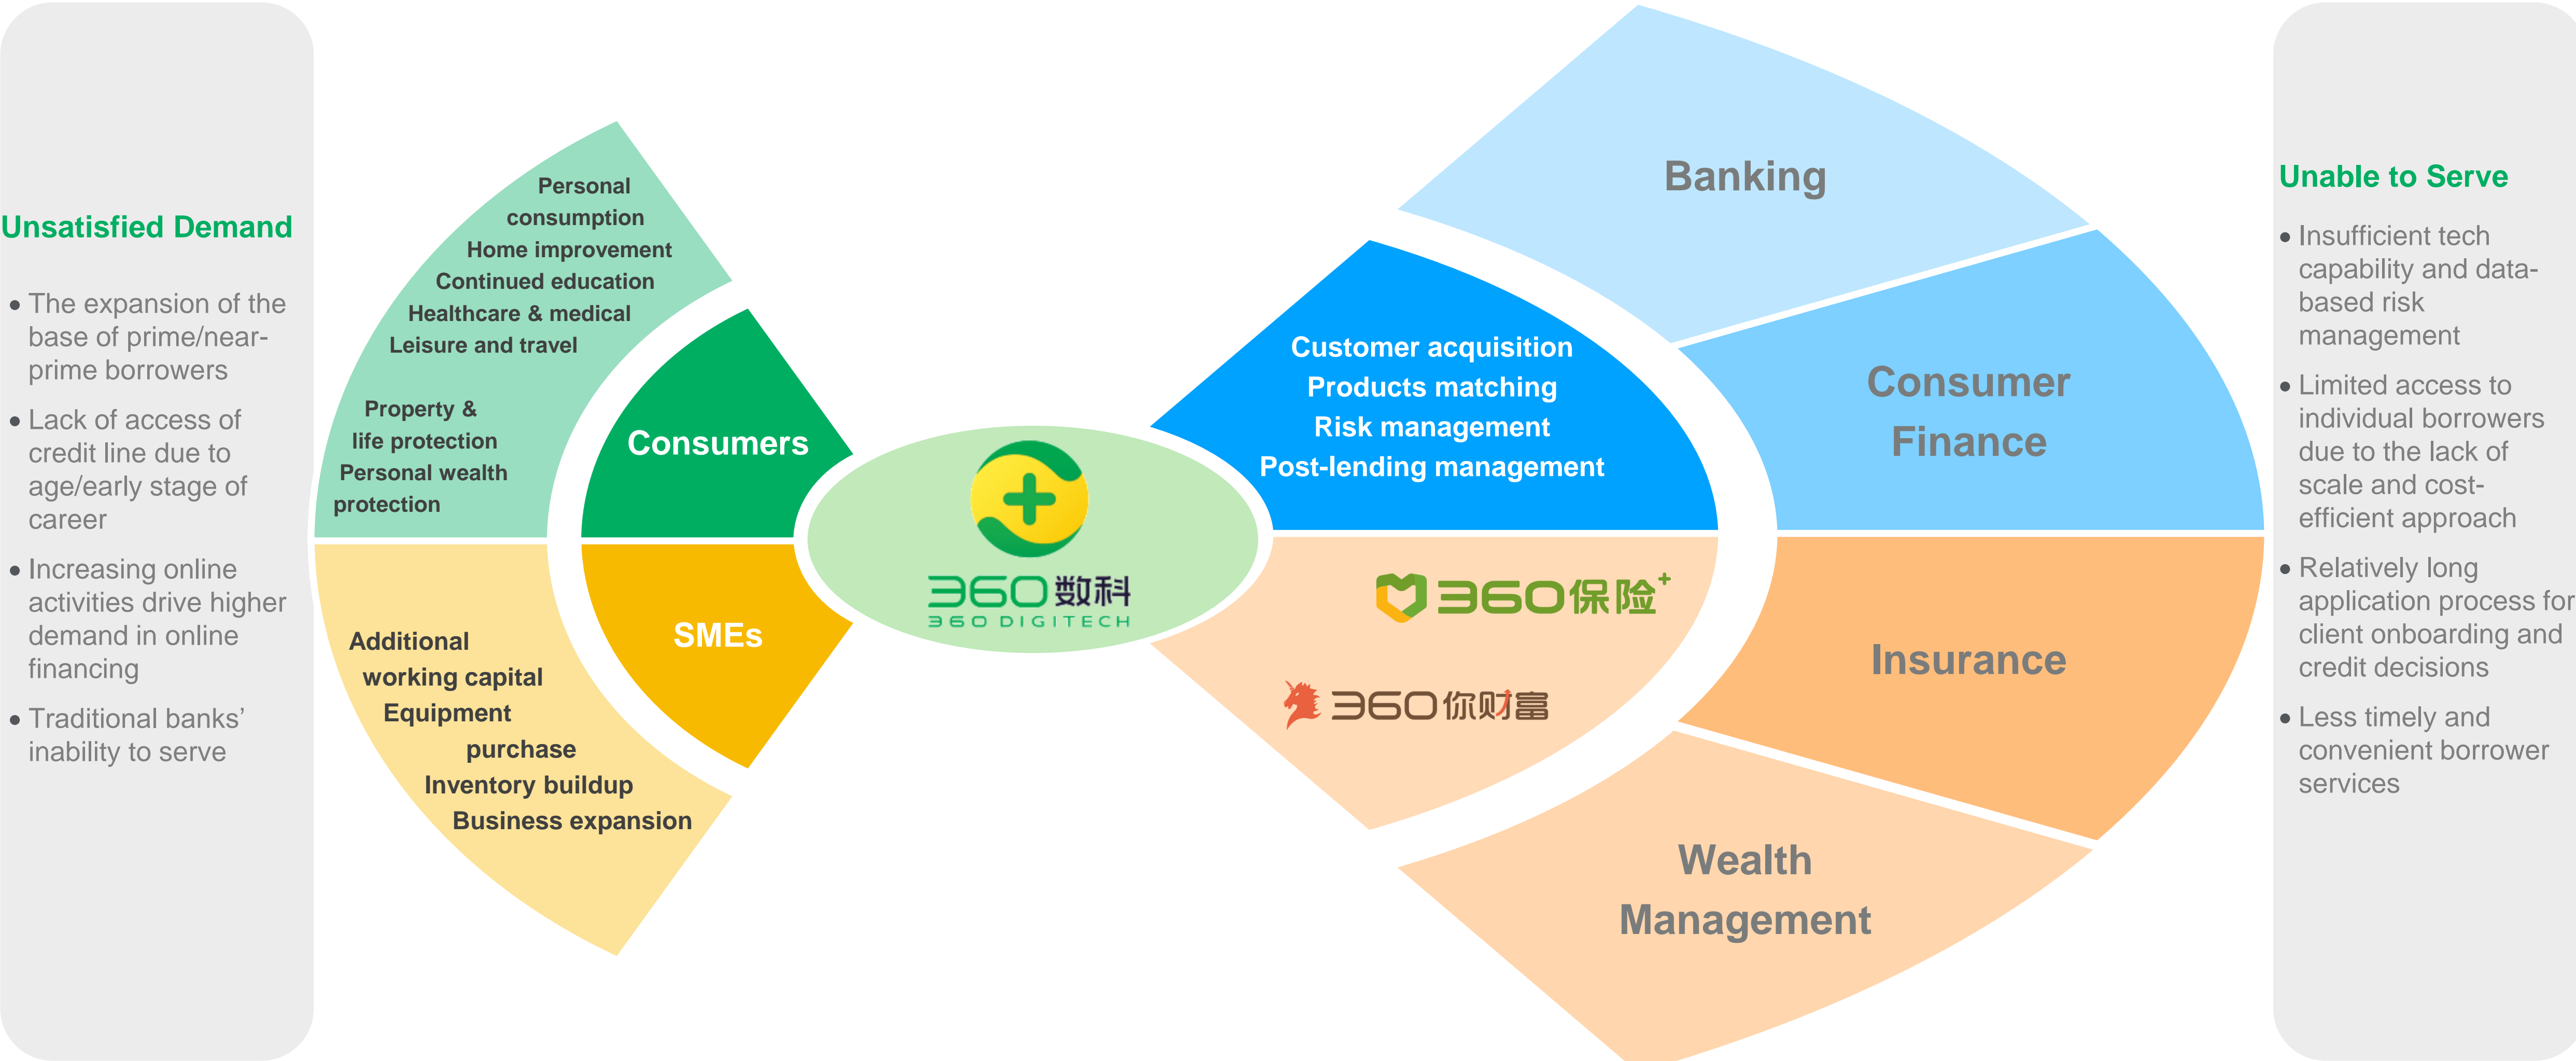 Unsatisfied Demand
The expansion of the
base of prime/near-
prime borrowers
Lack of access of
credit line due to
age/early stage of
career
Increasing online
activities drive higher
demand in online
financing
Traditional banks’
inability to serve
Personal
consumption
Home improvement
Continued education
Healthcare & medical
Leisure and travel
Property &
life protection
Personal wealth
protection
Additional
working capital
Equipment
purchase
Inventory buildup
Business expansion
Consumers
SMEs
360数科
360 DIGITECH
Customer acquisition
Products matching
Risk management
Post-lending management
360保险+
360你财富
Banking
Consumer
Finance
Insurance
Wealth
Management
Unable to Serve
Insufficient tech
capability and data-
based risk
management
Limited access to
individual borrowers
due to the lack of
scale and cost-
efficient approach
Relatively long
application process for
client onboarding and
credit decisions
Less timely and
convenient borrower
services